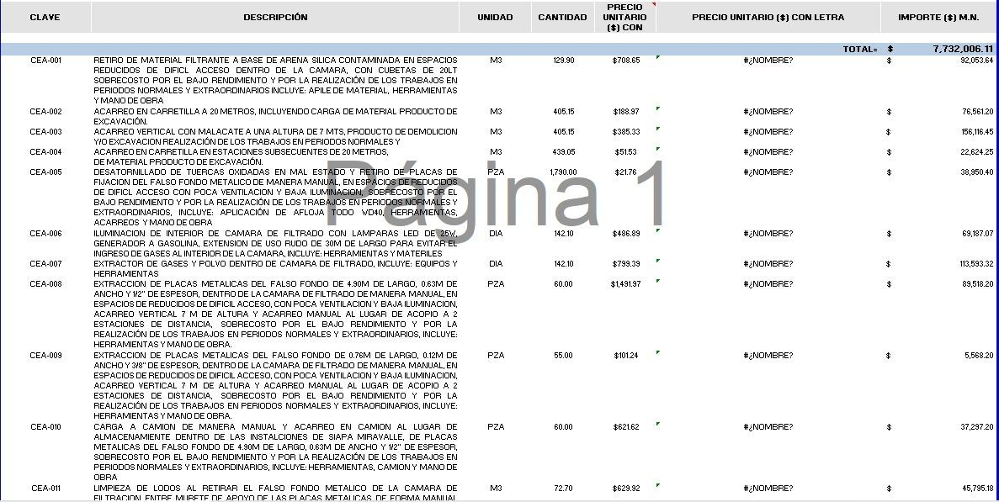 CLAVE DESCRIPCIÓN UNIDAD CANTIDAD PRECIO UNITARIO ($) CON PRECIO UNITARIO ($) CON LETRA IMPORTE ($) M.N.
TOTAL= $ 7,732,006.11
CEA-001 RETIRO DE MATERIAL FILTRANTE A BASE DE ARENA SILICA CONTAMINADA EN ESPACIOS M3 129.90 $708.65 #¿NOMBRE? $ 92,053.64
REDUCIDOS DE DIFICL ACCESO DENTRO DE LA CAMARA, CON CUBETAS DE 20LT
SOBRECOSTO POR EL BAJO RENDIMIENTO Y POR LA REALIZACIÓN DE LOS TRABAJOS EN
PERIODOS NORMALES Y EXTRAORDINARIOS INCLUYE: APILE DE MATERIAL, HERRAMIENTAS
Y MANO DE OBRA
CEA-002 ACARREO EN CARRETILLA A 20 METROS, INCLUYENDO CARGA DE MATERIAL PRODUCTO DE M3 405.15 $188.97 #¿NOMBRE? $ 76,561.20
EXCAVACIÓN.
CEA-003 ACARREO VERTICAL CON MALACATE A UNA ALTURA DE 7 MTS, PRODUCTO DE DEMOLICION M3 405.15 $385.33 #¿NOMBRE? $ 156,116.45
Y/O EXCAVACION REALIZACIÓN DE LOS TRABAJOS EN PERIODOS NORMALES Y
CEA-004 ACARREO EN CARRETILLA EN ESTACIONES SUBSECUENTES DE 20 METROS, M3 439.05 $51.53 #¿NOMBRE? $ 22,624.25
DE MATERIAL PRODUCTO DE EXCAVACIÓN.
CEA-005 DESATORNILLADO DE TUERCAS OXIDADAS EN MAL ESTADO Y RETIRO DE PLACAS DE PZA 1,790.00 $21.76 #¿NOMBRE? $ 38,950.40
FIJACION DEL FALSO FONDO METALICO DE MANERA MANUAL, EN ESPACIOS DE REDUCIDOS
DE DIFICL ACCESO CON POCA VENTILACION Y BAJA ILUMINACION, SOBRECOSTO POR EL
BAJO RENDIMIENTO Y POR LA REALIZACIÓN DE LOS TRABAJOS EN PERIODOS NORMALES Y
EXTRAORDINARIOS, INCLUYE: APLICACIÓN DE AFLOJA TODO WD40, HERRAMIENTAS,
ACARREOS Y MANO DE OBRA
Página 1
CEA-006 ILUMINACION DE INTERIOR DE CAMARA DE FILTRADO CON LAMPARAS LED DE 25W, DIA 142.10 $486.89 #¿NOMBRE? $ 69,187.07
GENERADOR A GASOLINA, EXTENSION DE USO RUDO DE 30M DE LARGO PARA EVITAR EL
INGRESO DE GASES AL INTERIOR DE LA CAMARA, INCLUYE: HERRAMIENTAS Y MATERILES
CEA-007 EXTRACTOR DE GASES Y POLVO DENTRO DE CAMARA DE FILTRADO, INCLUYE: EQUIPOS Y DIA 142.10 $799.39 #¿NOMBRE? $ 113,593.32
HERRAMIENTAS
CEA-008 EXTRACCION DE PLACAS METALICAS DEL FALSO FONDO DE 4.90M DE LARGO, 0.63M DE PZA 60.00 $1,491.97 #¿NOMBRE? $ 89,518.20
ANCHO Y 1/2" DE ESPESOR, DENTRO DE LA CAMARA DE FILTRADO DE MANERA MANUAL, EN
ESPACIOS DE REDUCIDOS DE DIFICIL ACCESO, CON POCA VENTILACION Y BAJA ILUMINACION,
ACARREO VERTICAL 7 M DE ALTURA Y ACARREO MANUAL AL LUGAR DE ACOPIO A 2
ESTACIONES DE DISTANCIA, SOBRECOSTO POR EL BAJO RENDIMIENTO Y POR LA
REALIZACIÓN DE LOS TRABAJOS EN PERIODOS NORMALES Y EXTRAORDINARIOS, INCLUYE:
HERRAMIENTAS Y MANO DE OBRA.
CEA-009 EXTRACCION DE PLACAS METALICAS DEL FALSO FONDO DE 0.76M DE LARGO, 0.12M DE PZA 55.00 $101.24 #¿NOMBRE? $ 5,568.20
ANCHO Y 3/8" DE ESPESOR, DENTRO DE LA CAMARA DE FILTRADO DE MANERA MANUAL, EN
ESPACIOS DE REDUCIDOS DE DIFICIL ACCESO, CON POCA VENTILACION Y BAJA ILUMINACION,
ACARREO VERTICAL 7 M DE ALTURA Y ACARREO MANUAL AL LUGAR DE ACOPIO A 2
ESTACIONES DE DISTANCIA, SOBRECOSTO POR EL BAJO RENDIMIENTO Y POR LA
REALIZACIÓN DE LOS TRABAJOS EN PERIODOS NORMALES Y EXTRAORDINARIOS, INCLUYE:
HERRAMIENTAS Y MANO DE OBRA.
CEA-010 CARGA A CAMION DE MANERA MANUAL Y ACARREO EN CAMION AL LUGAR DE PZA 60.00 $621.62 #¿NOMBRE? $ 37,297.20
ALMACENAMIENTE DENTRO DE LAS INSTALCIONES DE SIAPA MIRAVALLE, DE PLACAS
METALICAS DEL FALSO FONDO DE 4.90M DE LARGO, 0.63M DE ANCHO Y 1/2" DE ESPESOR,
SOBRECOSTO POR EL BAJO RENDIMIENTO Y POR LA REALIZACIÓN DE LOS TRABAJOS EN
PERIODOS NORMALES Y EXTRAORDINARIOS, INCLUYE: HERRAMIENTAS, CAMION Y MANO DE
OBRA
CEA-011 LIMPIEZA DE LODOS AL RETIRAR EL FALSO FONDO METALICO DE LA CAMARA DE M3 72.70 $629.92 #¿NOMBRE? $ 45,795.18
FILTRACION ENTRE MURETE DE APOYO DE LAS PLACAS METALICAS, DE FORMA MANUAL,